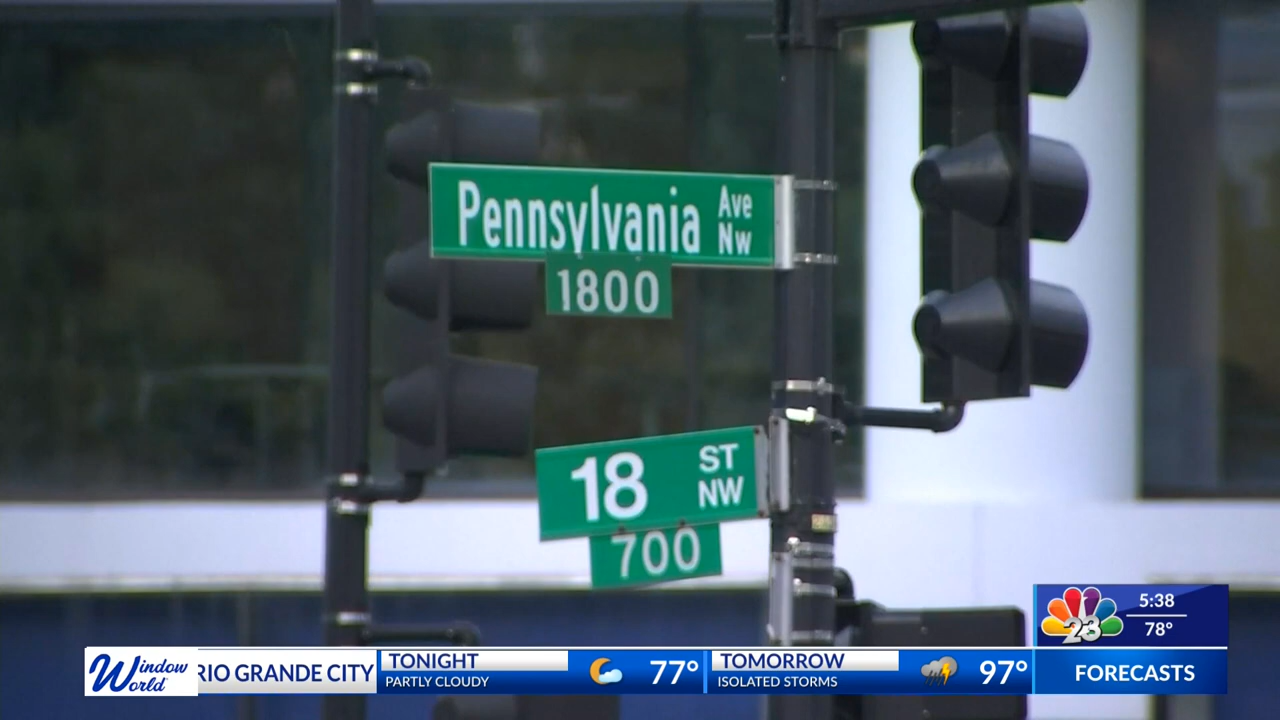 Pennsylvania Ave Nw
1800
18 ST NW
700
23
5:38
78°
Window World
RIO GRANDE CITY
TONIGHT
PARTLY CLOUDY
77°
TOMORROW
ISOLATED STORMS
97°
FORECASTS